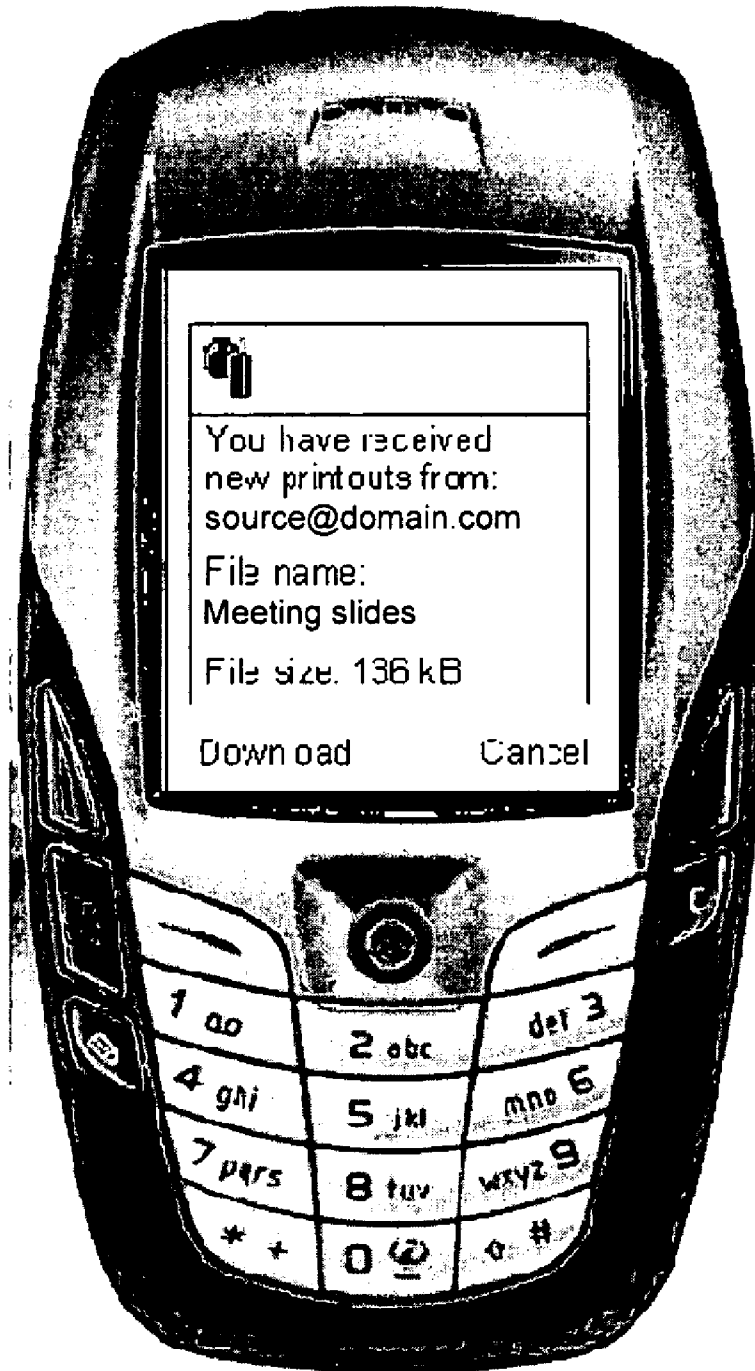 You have received
new printouts from:
source@domain.com
File name:
Meeting slides
File size: 136 kB
Download Cancel
1 ao
2 abc
def 3
4 ghi
5 jkl
mno 6
7 pqrs
8 tuv
wxyz 9
* +
0
#